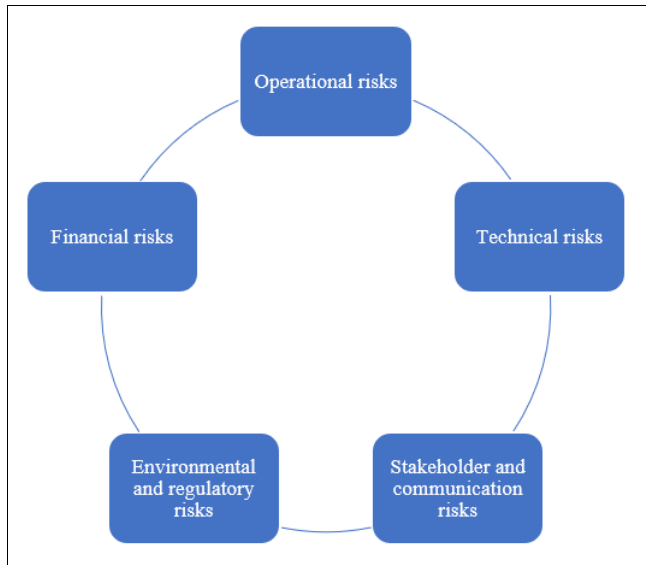 Operational risks
Financial risks
Technical risks
Environmental
and regulatory
risks
Stakeholder and
communication
risks